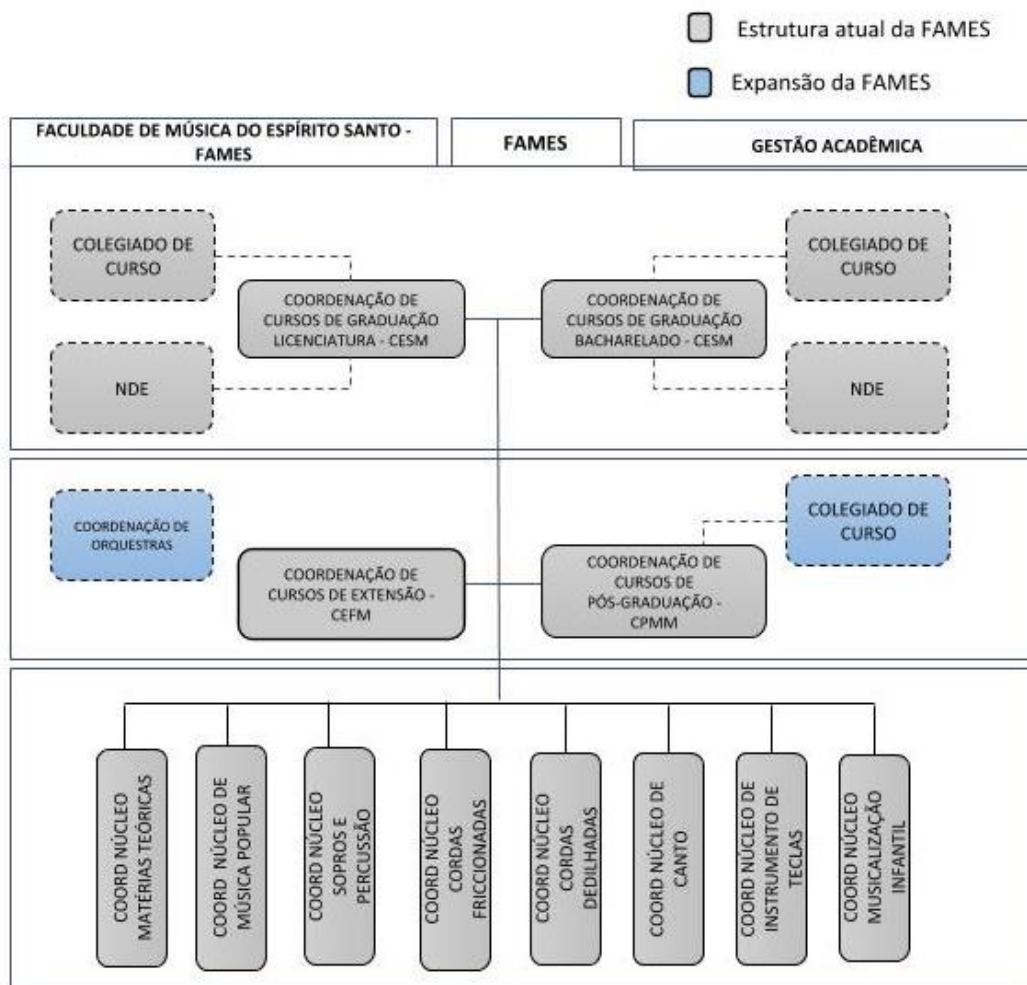 Estrutura atual da FAMES
Expansão da FAMES
FACULDADE DE MÚSICA DO ESPÍRITO SANTO -
FAMES
FAMES
GESTÃO ACADÊMICA
COLEGIADO DE
CURSO
COORDENAÇÃO DE
CURSOS DE GRADUAÇÃO
LICENCIATURA - CESM
NDE
COORDENAÇÃO DE
CURSOS DE GRADUAÇÃO
BACHARELADO - CESM
COLEGIADO DE
CURSO
NDE
COORDENAÇÃO DE
ORQUESTRAS
COORDENAÇÃO DE
CURSOS DE EXTENSÃO -
CEFM
COORDENAÇÃO DE
CURSOS DE
PÓS-GRADUAÇÃO -
CPMM
COLEGIADO DE
CURSO
COORD NÚCLEO
MATÉRIAS TEÓRICAS
COORD NÚCLEO DE
MÚSICA POPULAR
COORD NÚCLEO
SOPROS E
PERCUSSÃO
COORD NÚCLEO
CORDAS
FRICCIONADAS
COORD NÚCLEO
CORDAS
DEDILHADAS
COORD NÚCLEO DE
CANTO
COORD NÚCLEO DE
INSTRUMENTO DE
TECLAS
COORD NÚCLEO
MUSICALIZAÇÃO
INFANTIL